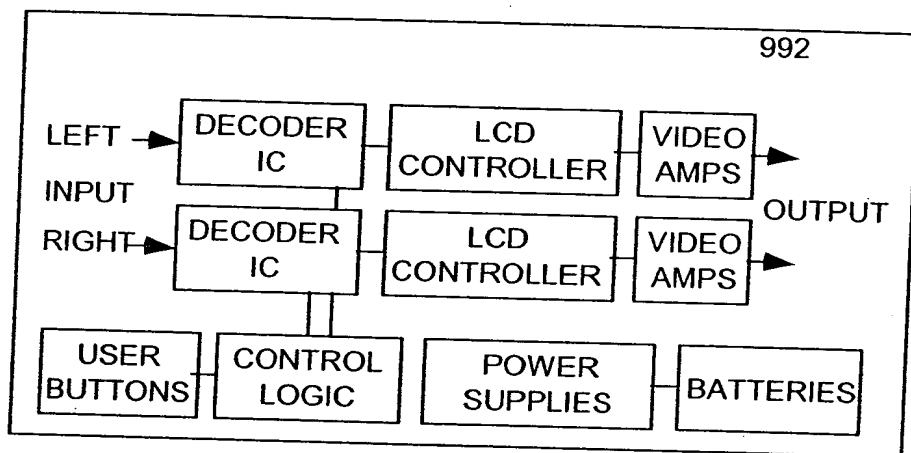 992
LEFT
DECODER
IC
LCD
CONTROLLER
VIDEO
AMPS
INPUT
OUTPUT
RIGHT
DECODER
IC
LCD
CONTROLLER
VIDEO
AMPS
USER
BUTTONS
CONTROL
LOGIC
POWER
SUPPLIES
BATTERIES